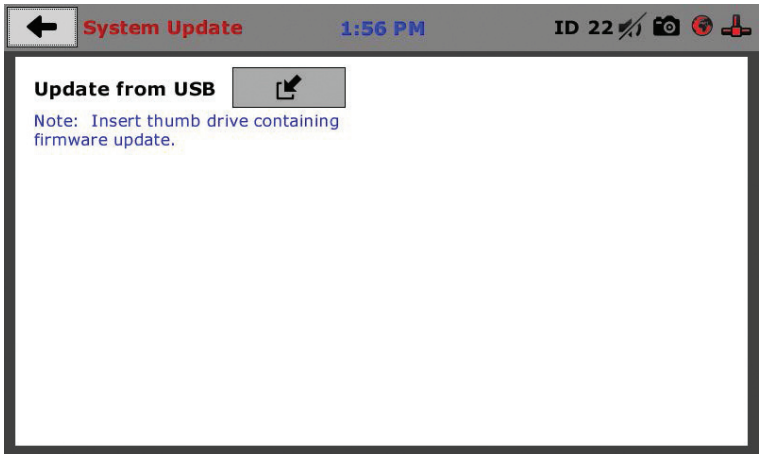 System Update 1:56 PM ID 22
Update from USB
Note: Insert thumb drive containing
firmware update.